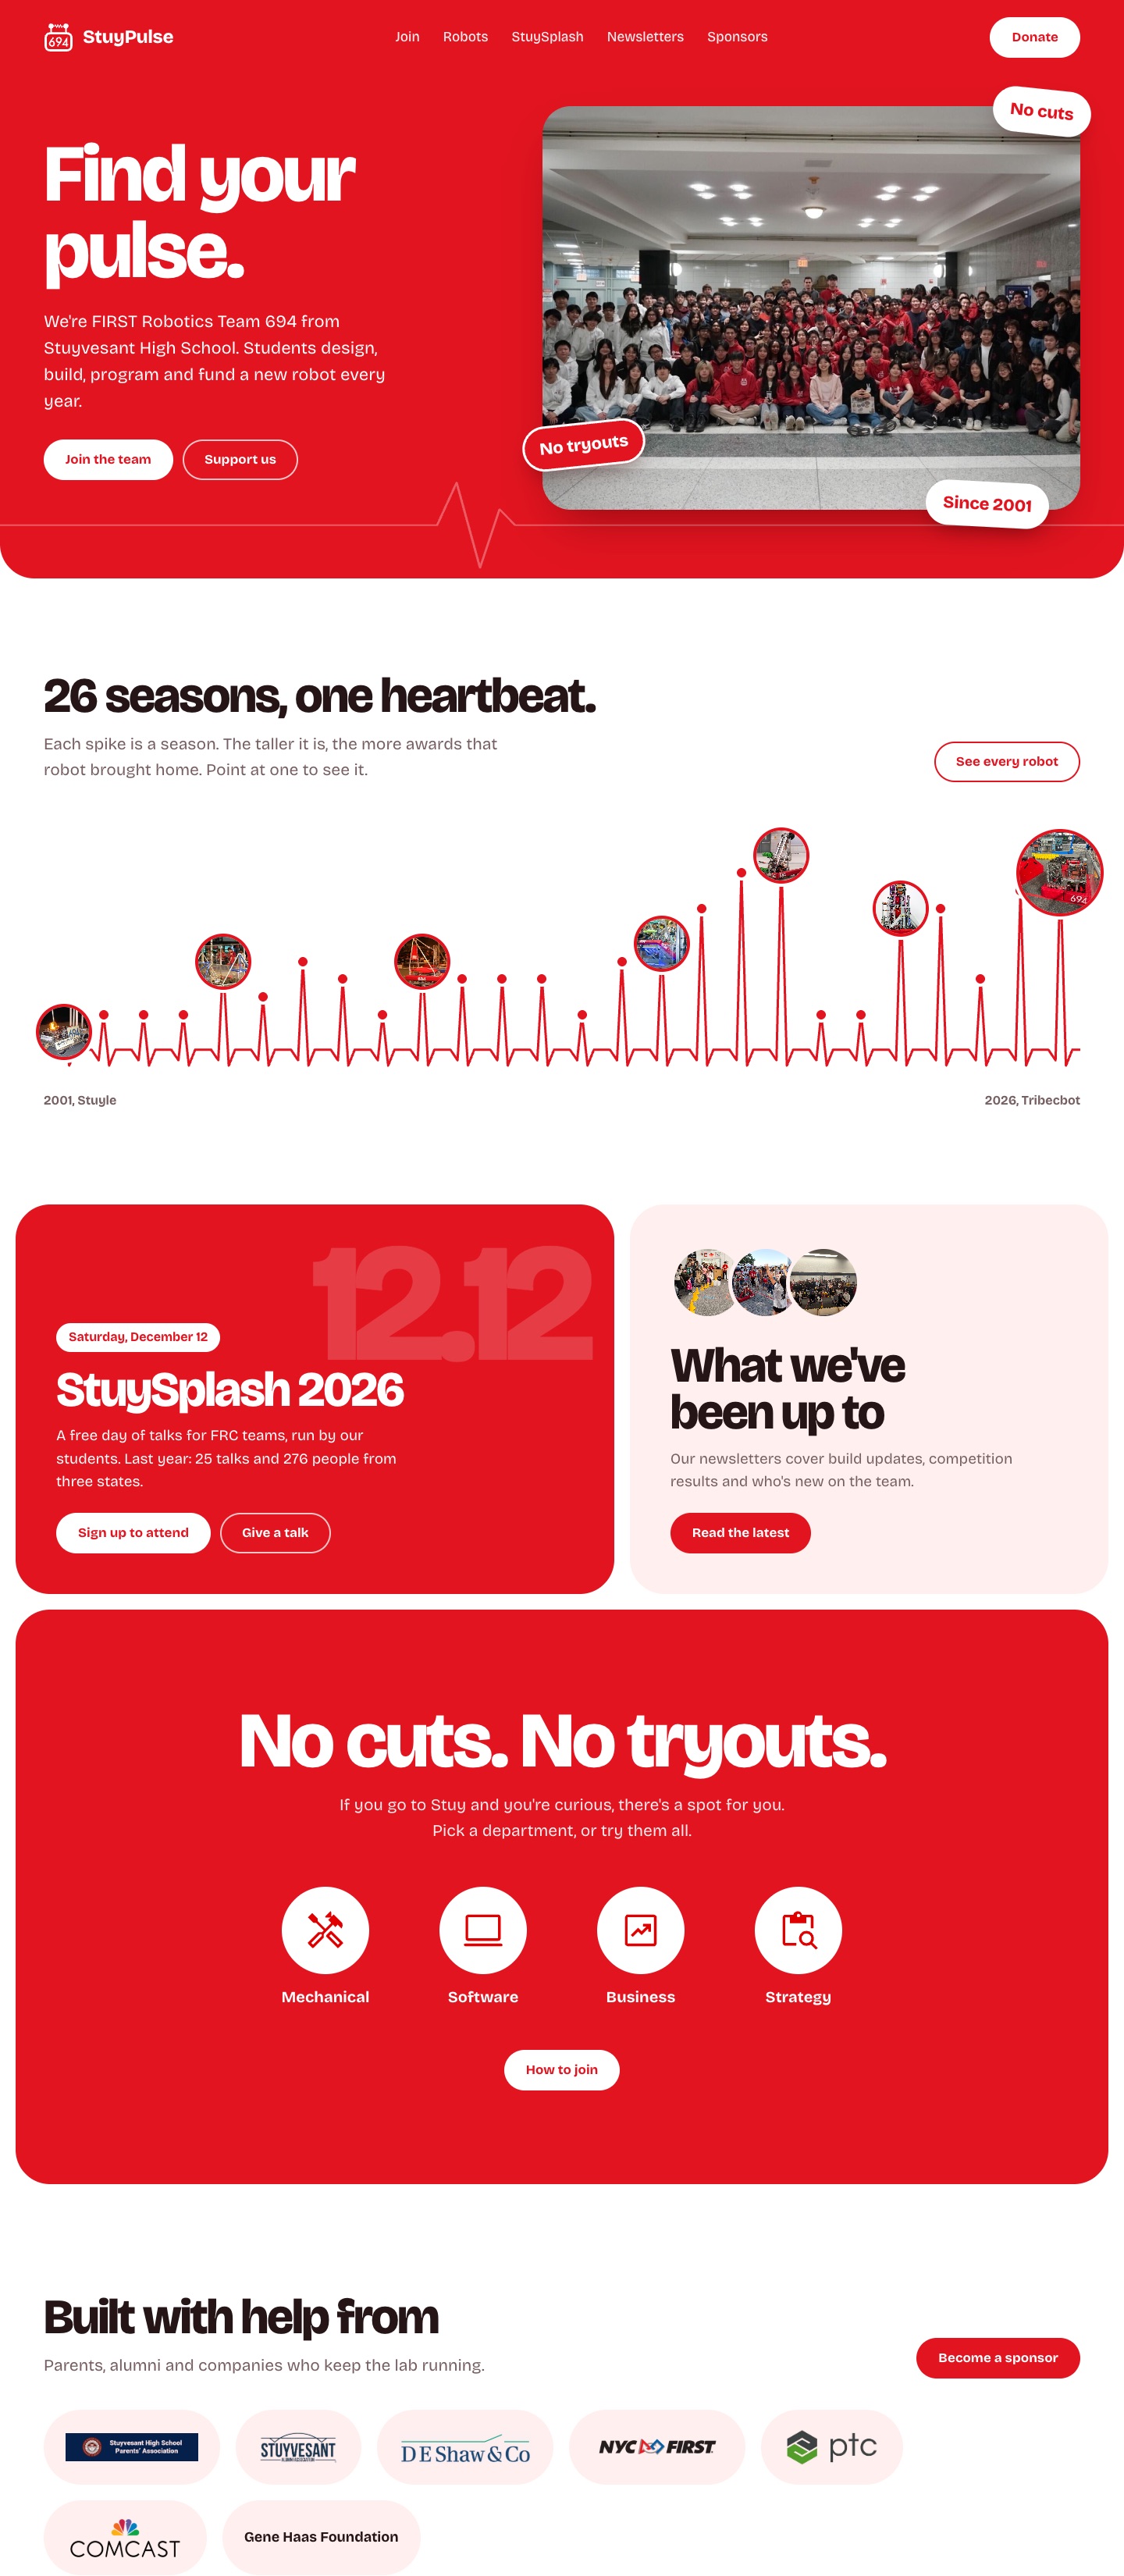 694
StuyPulse
Join
Robots
StuySplash
Newsletters
Sponsors
Donate
No cuts
Find your
pulse.
We're FIRST Robotics Team 694 from
Stuyvesant High School. Students design,
build, program and fund a new robot every
year.
No tryouts
Join the team
Support us
Since 2001
26 seasons, one heartbeat.
Each spike is a season. The taller it is, the more awards that
robot brought home. Point at one to see it.
See every robot
694
2001, Stuyle
2026, Tribecbot
12.12
Saturday, December 12
StuySplash 2026
A free day of talks for FRC teams, run by our
students. Last year: 25 talks and 276 people from
three states.
Sign up to attend
Give a talk
What we've
been up to
Our newsletters cover build updates, competition
results and who's new on the team.
Read the latest
No cuts. No tryouts.
If you go to Stuy and you're curious, there's a spot for you.
Pick a department, or try them all.
Mechanical
Software
Business
Strategy
How to join
Built with help from
Parents, alumni and companies who keep the lab running.
Become a sponsor
Stuyvesant High School
Parents' Association
STUYVESANT
DE Shaw & Co
NYC FIRST
ptc
COMCAST
Gene Haas Foundation